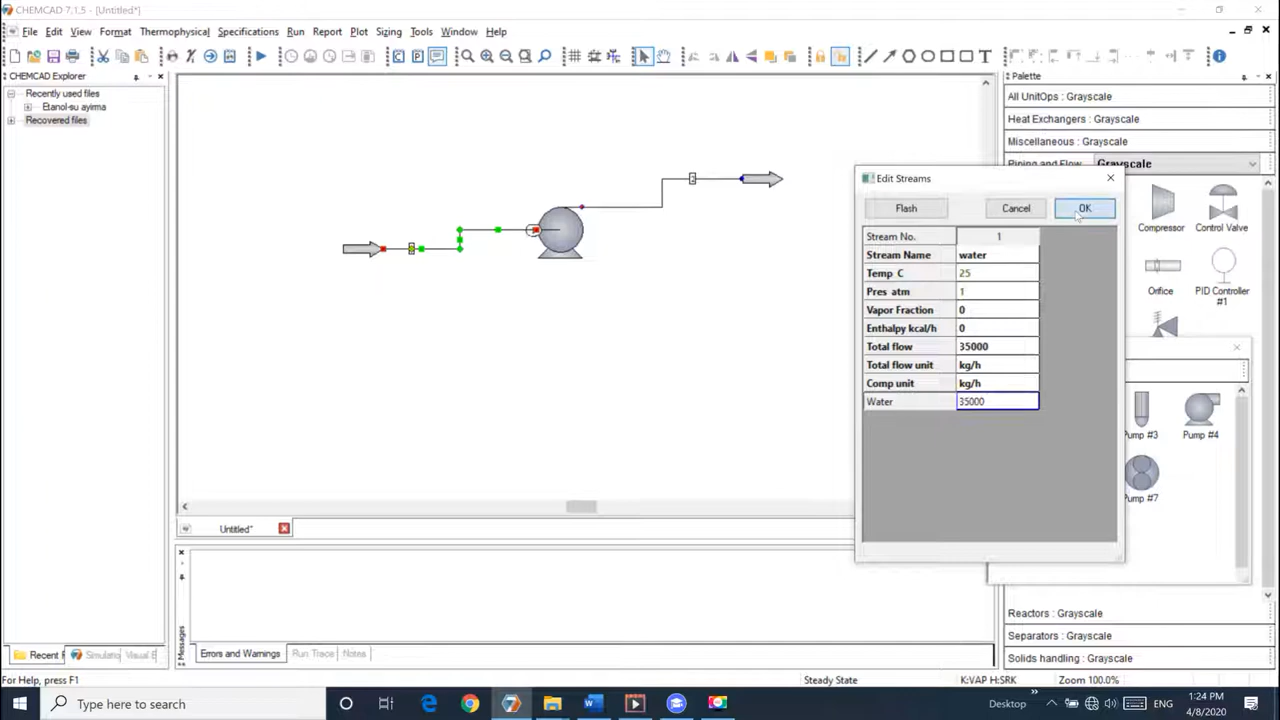 CHEMCAD 7.1.5 - [Untitled*]
File Edit View Format Thermophysical Specifications Run Report Plot Sizing Tools Window Help
CHEMCAD Explorer
Recently used files
Etanol-su ayima
Recovered files
Palette
All UnitOps : Grayscale
Heat Exchangers : Grayscale
Miscellaneous : Grayscale
Piping and Flow
Grayscale
Compressor
Control Valve
Orifice
PID Controller #1
Pump #3
Pump #4
Pump #7
Reactors : Grayscale
Separators : Grayscale
Solids handling : Grayscale
Edit Streams
Flash Cancel OK
Stream No. 1
Stream Name water
Temp C 25
Pres atm 1
Vapor Fraction 0
Enthalpy kcal/h 0
Total flow 35000
Total flow unit kg/h
Comp unit kg/h
Water 35000
Untitled*
Messages
Errors and Warnings Run Trace Notes
Recent F Simulatio Visual E
For Help, press F1
Steady State
K:VAP H:SRK
Zoom 100.0%
Type here to search
Desktop
ENG
1:24 PM
4/8/2020